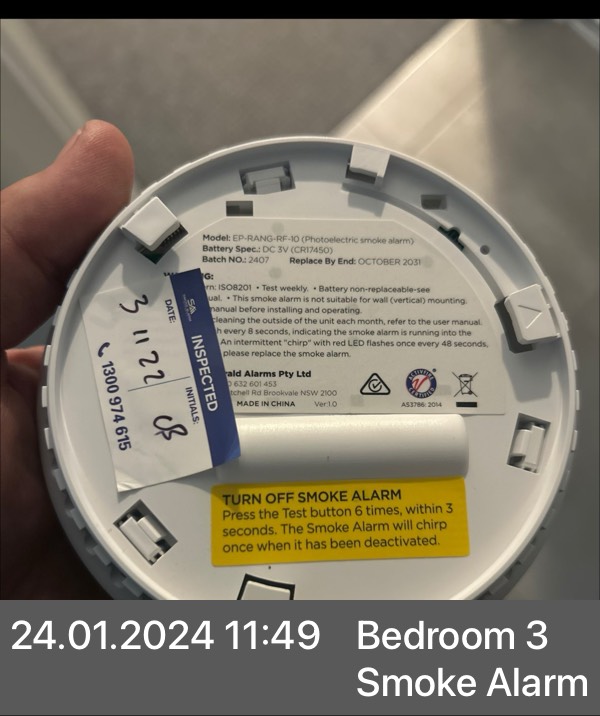 Model: EP-RANG-RF-10 (Photoelectric smoke alarm)
Battery Spec.: DC 3V (CR17450)
Batch NO.: 2407 Replace By End: OCTOBER 2031
NG:
rn: ISO8201 • Test weekly. • Battery non-replaceable-see
ual. • This smoke alarm is not suitable for wall (vertical) mounting.
manual before installing and operating.
cleaning the outside of the unit each month, refer to the user manual.
h every 8 seconds, indicating the smoke alarm is running into the
An intermittent "chirp" with red LED flashes once every 48 seconds,
please replace the smoke alarm.
rald Alarms Pty Ltd
0 632 601 453
tchell Rd Brookvale NSW 2100
MADE IN CHINA Ver:1.0
AS3786: 2014
INSPECTED
DATE: INITIALS:
3 11 22 CB
1300 974 615
TURN OFF SMOKE ALARM
Press the Test button 6 times, within 3
seconds. The Smoke Alarm will chirp
once when it has been deactivated.
24.01.2024 11:49 Bedroom 3
Smoke Alarm